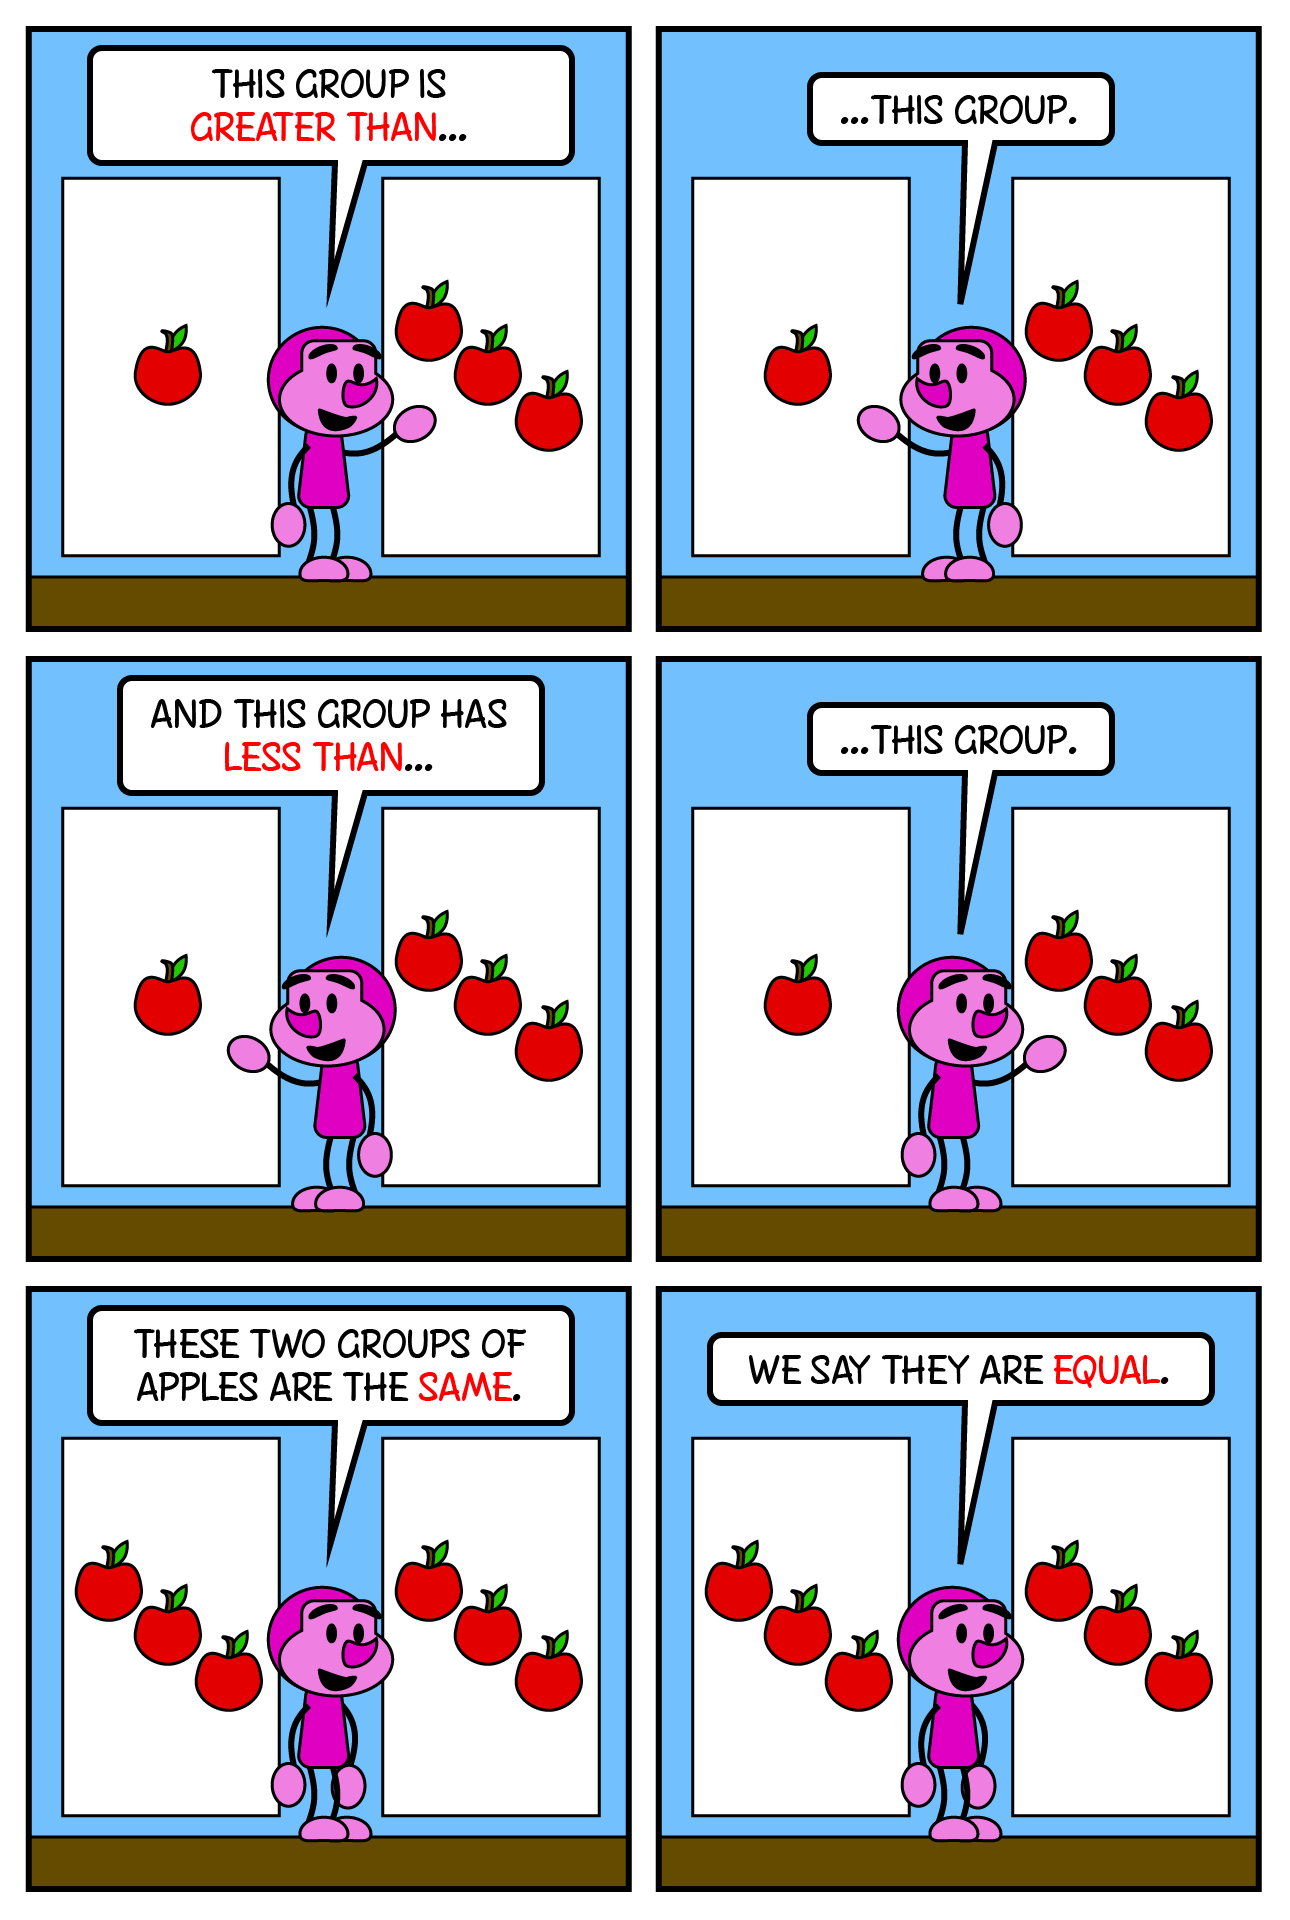 THIS GROUP IS
GREATER THAN...
...THIS GROUP.
AND THIS GROUP HAS
LESS THAN...
...THIS GROUP.
THESE TWO GROUPS OF
APPLES ARE THE SAME.
WE SAY THEY ARE EQUAL.